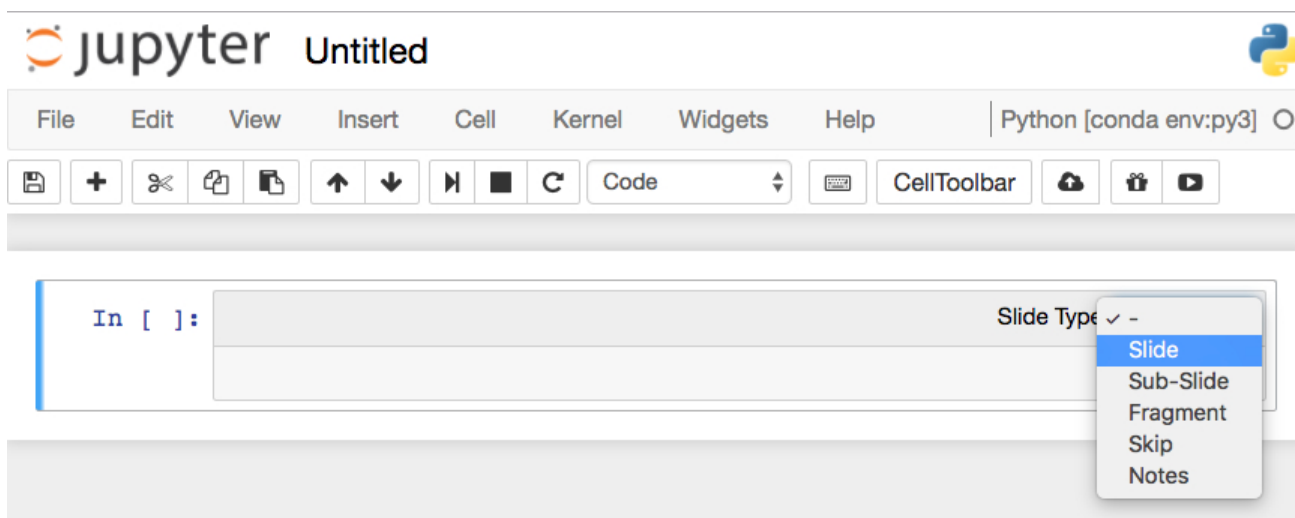 jupyter Untitled
File Edit View Insert Cell Kernel Widgets Help Python [conda env:py3]
Code CellToolbar
In [ ]: Slide Type ✓ -
Slide
Sub-Slide
Fragment
Skip
Notes